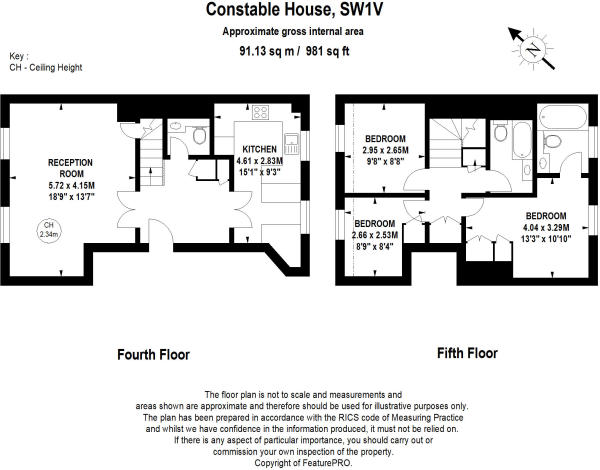 Constable House, SW1V
Approximate gross internal area
91.13 sq m / 981 sq ft
Key :
CH - Ceiling Height
N
RECEPTION
ROOM
5.72 x 4.15M
18'9" x 13'7"
CH
2.34m
KITCHEN
4.61 x 2.83M
15'1" x 9'3"
BEDROOM
2.95 x 2.65M
9'8" x 8'8"
BEDROOM
2.66 x 2.53M
8'9" x 8'4"
BEDROOM
4.04 x 3.29M
13'3" x 10'10"
Fourth Floor
Fifth Floor
The floor plan is not to scale and measurements and
areas shown are approximate and therefore should be used for illustrative purposes only.
The plan has been prepared in accordance with the RICS code of Measuring Practice
and whilst we have confidence in the information produced, it must not be relied on.
If there is any aspect of particular importance, you should carry out or
commission your own inspection of the property.
Copyright of FeaturePRO.